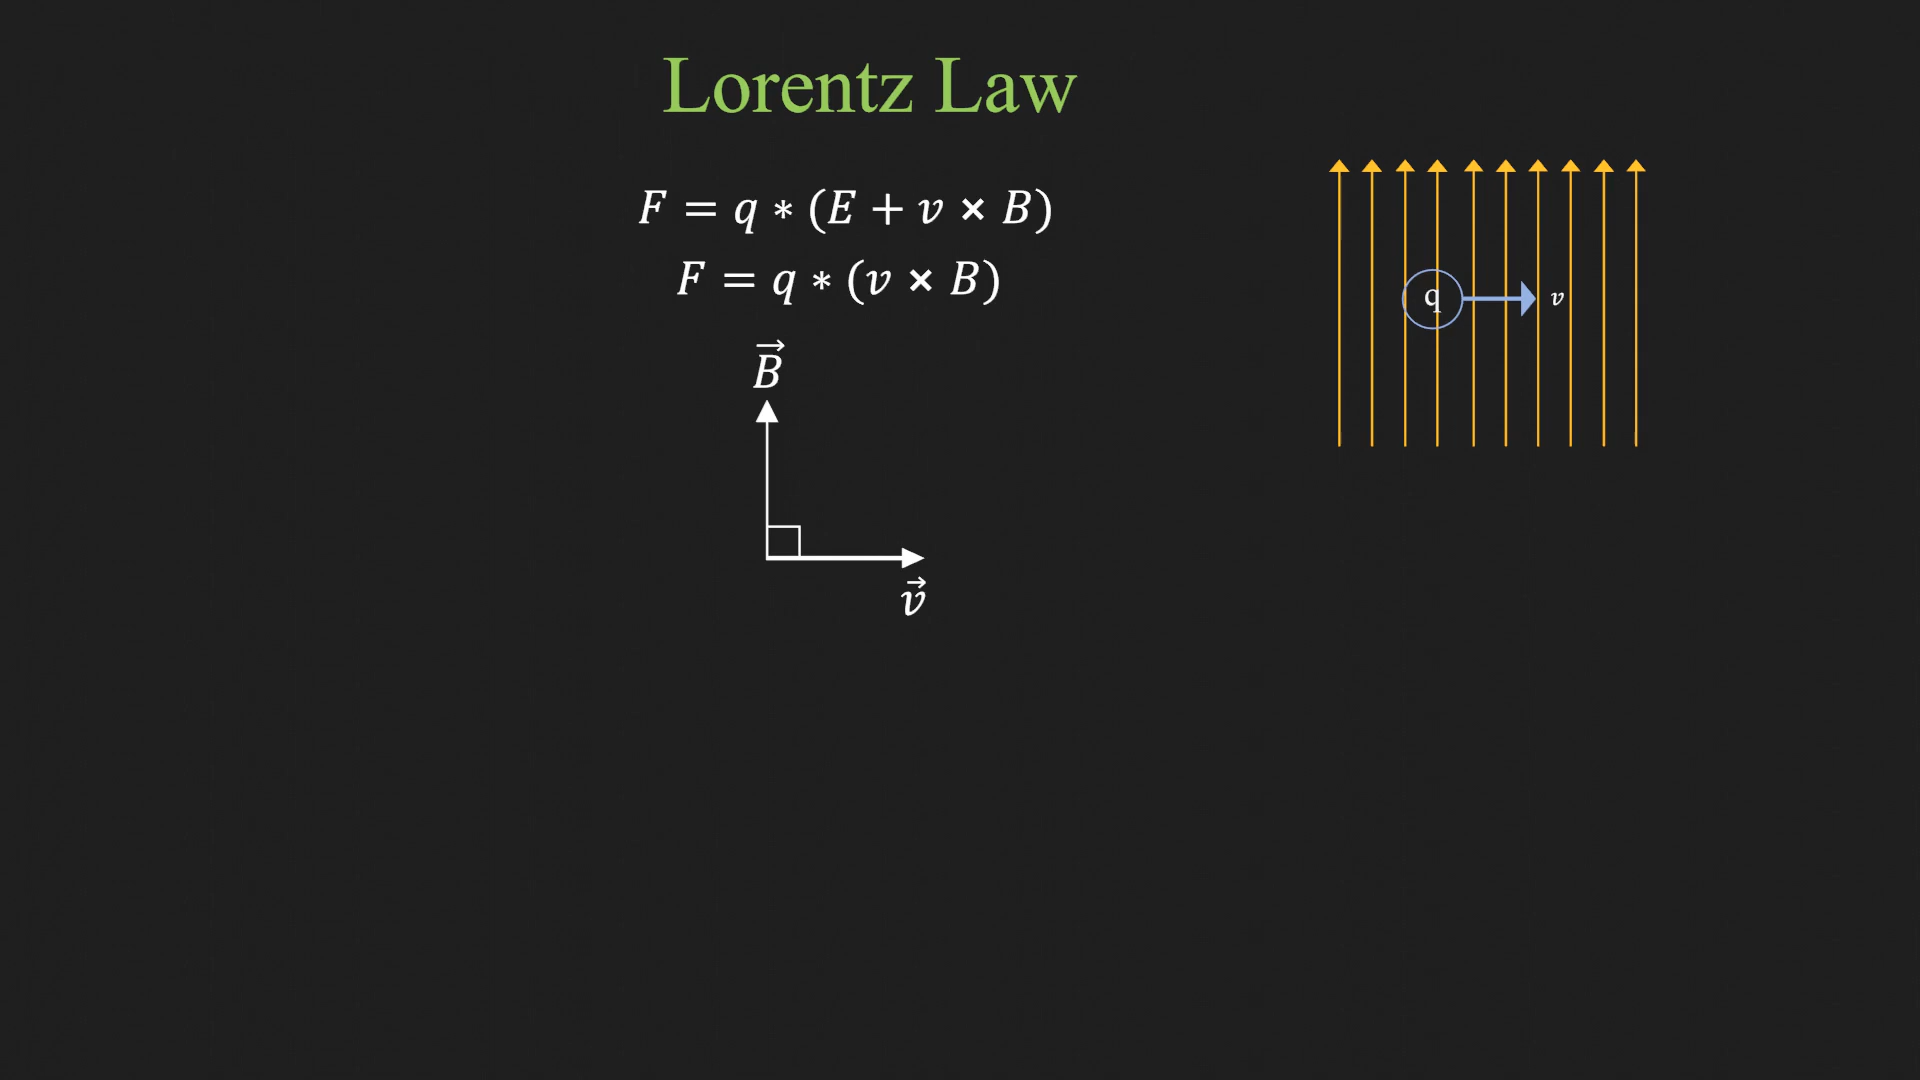 Lorentz Law
F = q * (E + v × B)
F = q * (v × B)
q
v
B⃗
v⃗